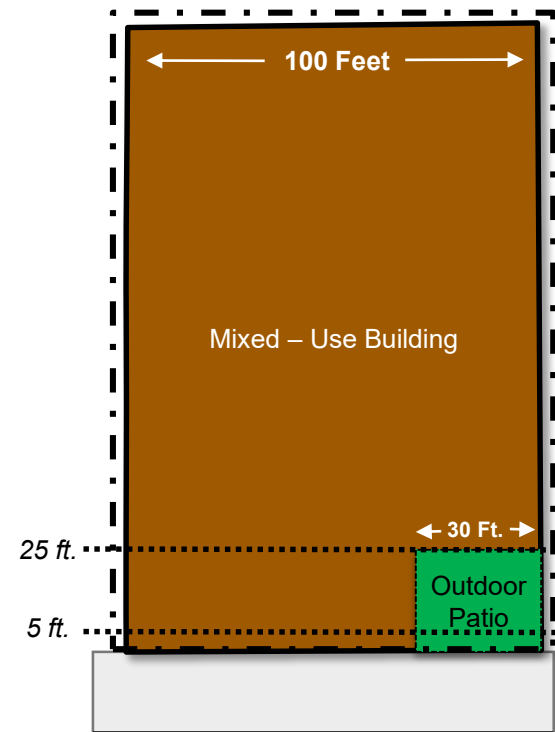 100 Feet
Mixed – Use Building
30 Ft.
25 ft.
Outdoor
Patio
5 ft.